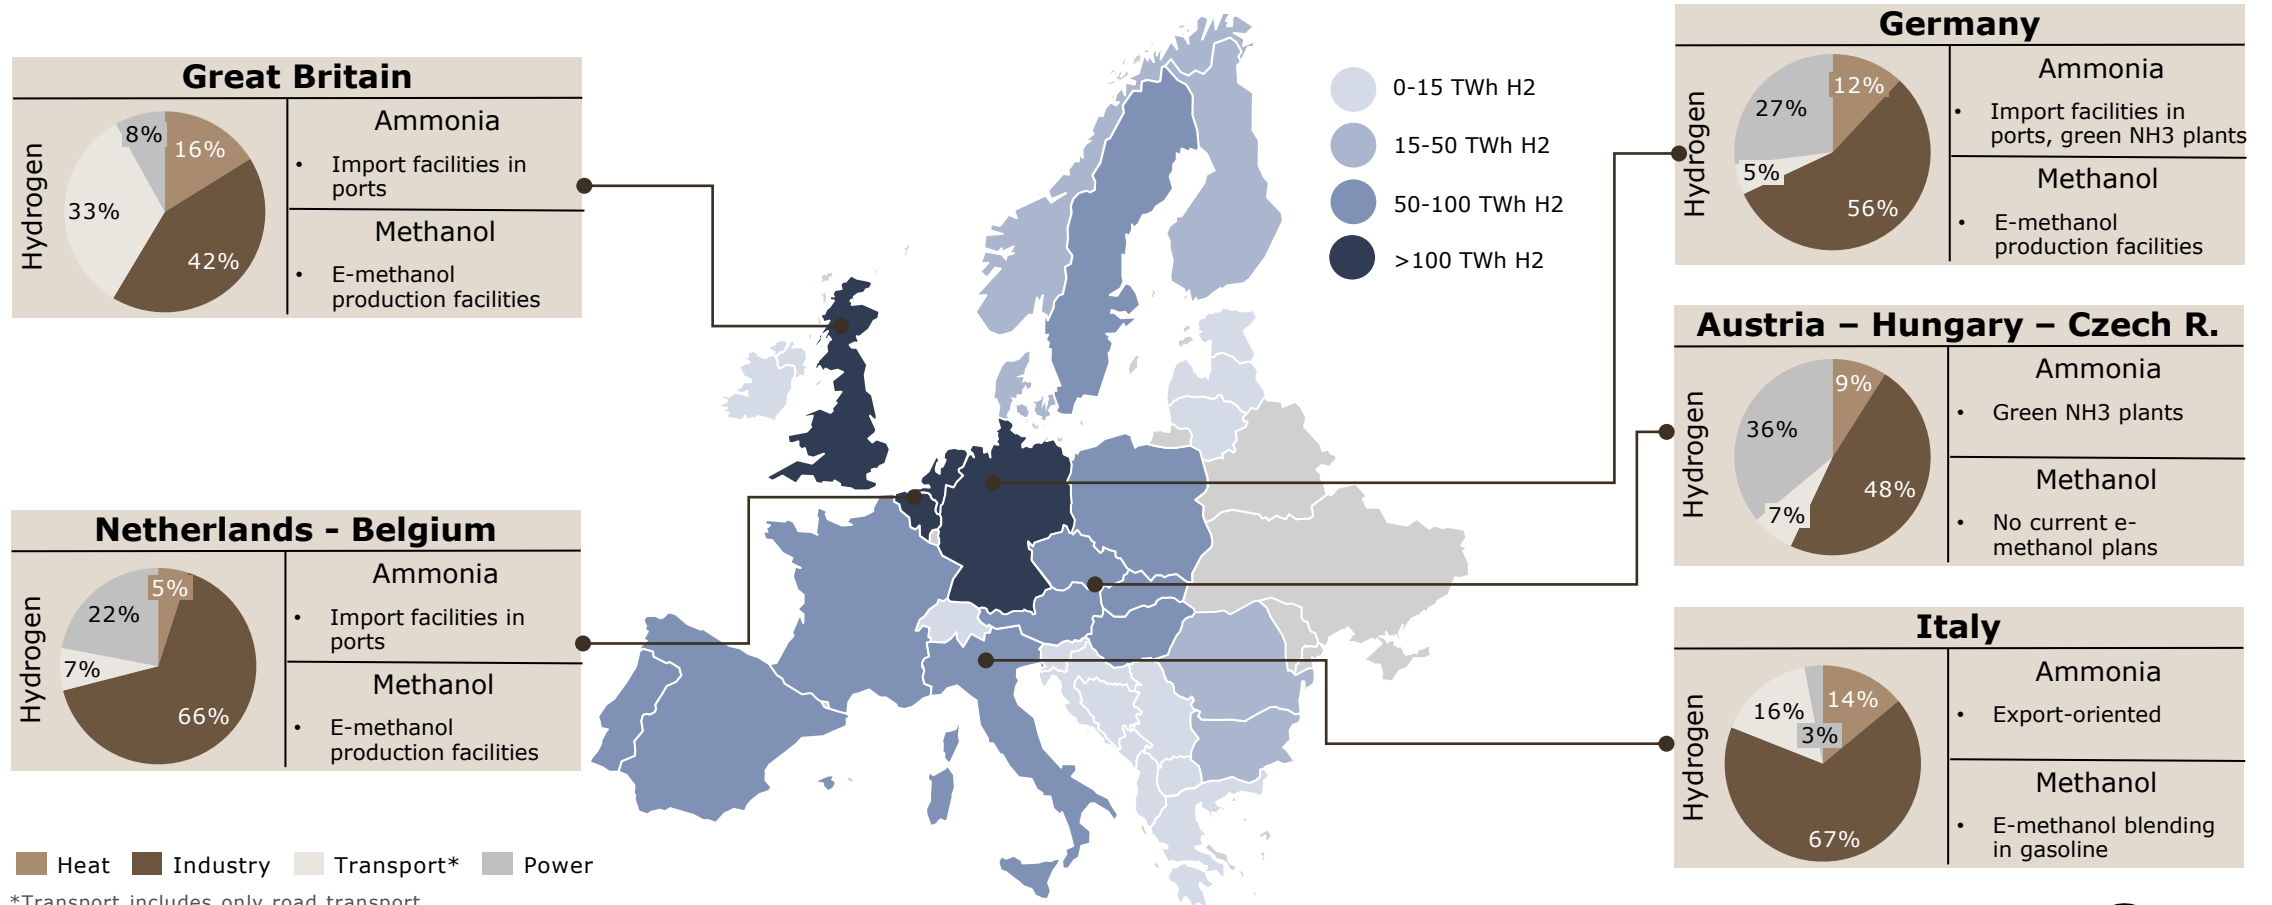 Great Britain
Hydrogen
8%
16%
33%
42%
Ammonia
• Import facilities in
ports
Methanol
• E-methanol
production facilities
Netherlands - Belgium
Hydrogen
5%
22%
7%
66%
Ammonia
• Import facilities in
ports
Methanol
• E-methanol
production facilities
Heat
Industry
Transport*
Power
*Transport includes only road transport
0-15 TWh H2
15-50 TWh H2
50-100 TWh H2
>100 TWh H2
Germany
Hydrogen
12%
27%
5%
56%
Ammonia
• Import facilities in
ports, green NH3 plants
Methanol
• E-methanol
production facilities
Austria – Hungary – Czech R.
Hydrogen
9%
36%
48%
7%
Ammonia
• Green NH3 plants
Methanol
• No current e-
methanol plans
Italy
Hydrogen
14%
16%
3%
67%
Ammonia
• Export-oriented
Methanol
• E-methanol blending
in gasoline